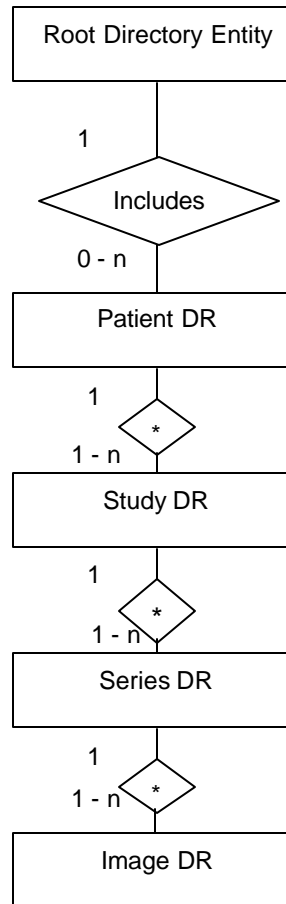 Root Directory Entity
1
Includes
0 - n
Patient DR
1
*
1 - n
Study DR
1
*
1 - n
Series DR
1
*
1 - n
Image DR